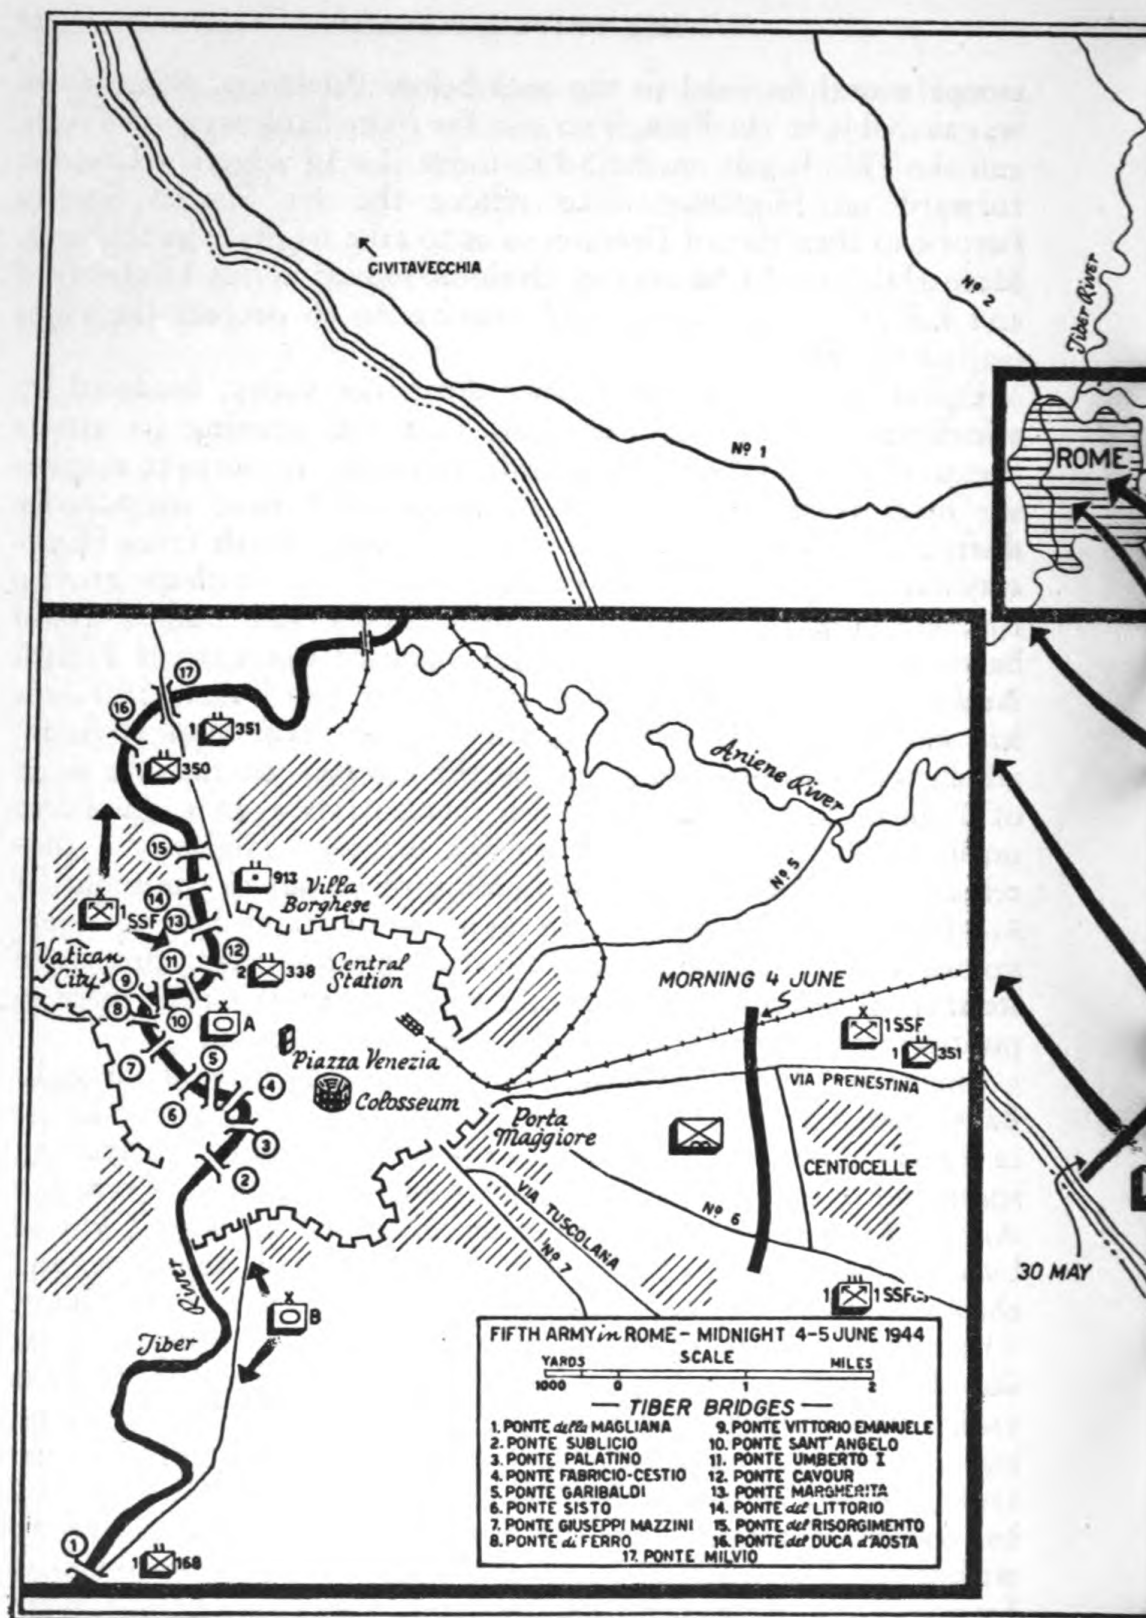 CIVITAVECCHIA
Nº 2
Tiber River
Nº 1
ROME
17
16
1 351
1 350
15
913
Villa
Borghese
14
1SSF
13
Vatican
City
12
11
2 338
Central
Station
9
8
10
A
7
5
6
4
Piazza Venezia
Colosseum
3
2
Aniene River
Nº 5
MORNING 4 JUNE
1SSF
1 351
VIA PRENESTINA
Porta
Maggiore
CENTOCELLE
VIA
TUSCOLANA
Nº 6
Nº 7
1 1SSF
30 MAY
River
Tiber
B
1
1 168
FIFTH ARMY in ROME – MIDNIGHT 4-5 JUNE 1944
SCALE
YARDS MILES
1000 0 1 2
— TIBER BRIDGES —
1. PONTE della MAGLIANA
2. PONTE SUBLICIO
3. PONTE PALATINO
4. PONTE FABRICIO-CESTIO
5. PONTE GARIBALDI
6. PONTE SISTO
7. PONTE GIUSEPPI MAZZINI
8. PONTE di FERRO
9. PONTE VITTORIO EMANUELE
10. PONTE SANT' ANGELO
11. PONTE UMBERTO I
12. PONTE CAVOUR
13. PONTE MARGHERITA
14. PONTE del LITTORIO
15. PONTE del RISORGIMENTO
16. PONTE del DUCA d'AOSTA
17. PONTE MILVIO